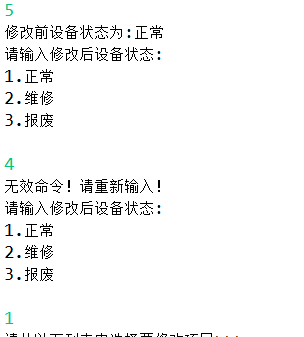 5
修改前设备状态为:正常
请输入修改后设备状态:
1.正常
2.维修
3.报废
4
无效命令! 请重新输入!
请输入修改后设备状态:
1.正常
2.维修
3.报废
1